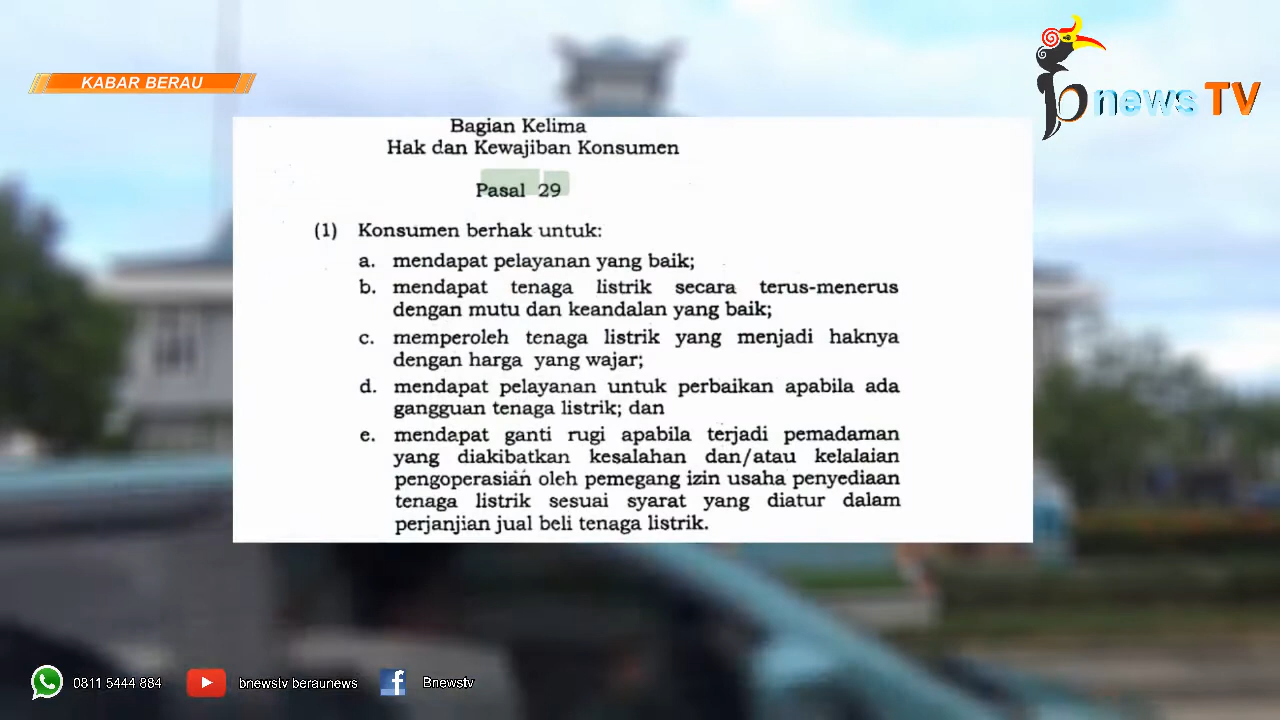 KABAR BERAU
bnews TV
Bagian Kelima
Hak dan Kewajiban Konsumen
Pasal 29
(1) Konsumen berhak untuk:
a. mendapat pelayanan yang baik;
b. mendapat tenaga listrik secara terus-menerus
dengan mutu dan keandalan yang baik;
c. memperoleh tenaga listrik yang menjadi haknya
dengan harga yang wajar;
d. mendapat pelayanan untuk perbaikan apabila ada
gangguan tenaga listrik; dan
e. mendapat ganti rugi apabila terjadi pemadaman
yang diakibatkan kesalahan dan/atau kelalaian
pengoperasian oleh pemegang izin usaha penyediaan
tenaga listrik sesuai syarat yang diatur dalam
perjanjian jual beli tenaga listrik.
0811 5444 884 bnewstv beraunews Bnewstv